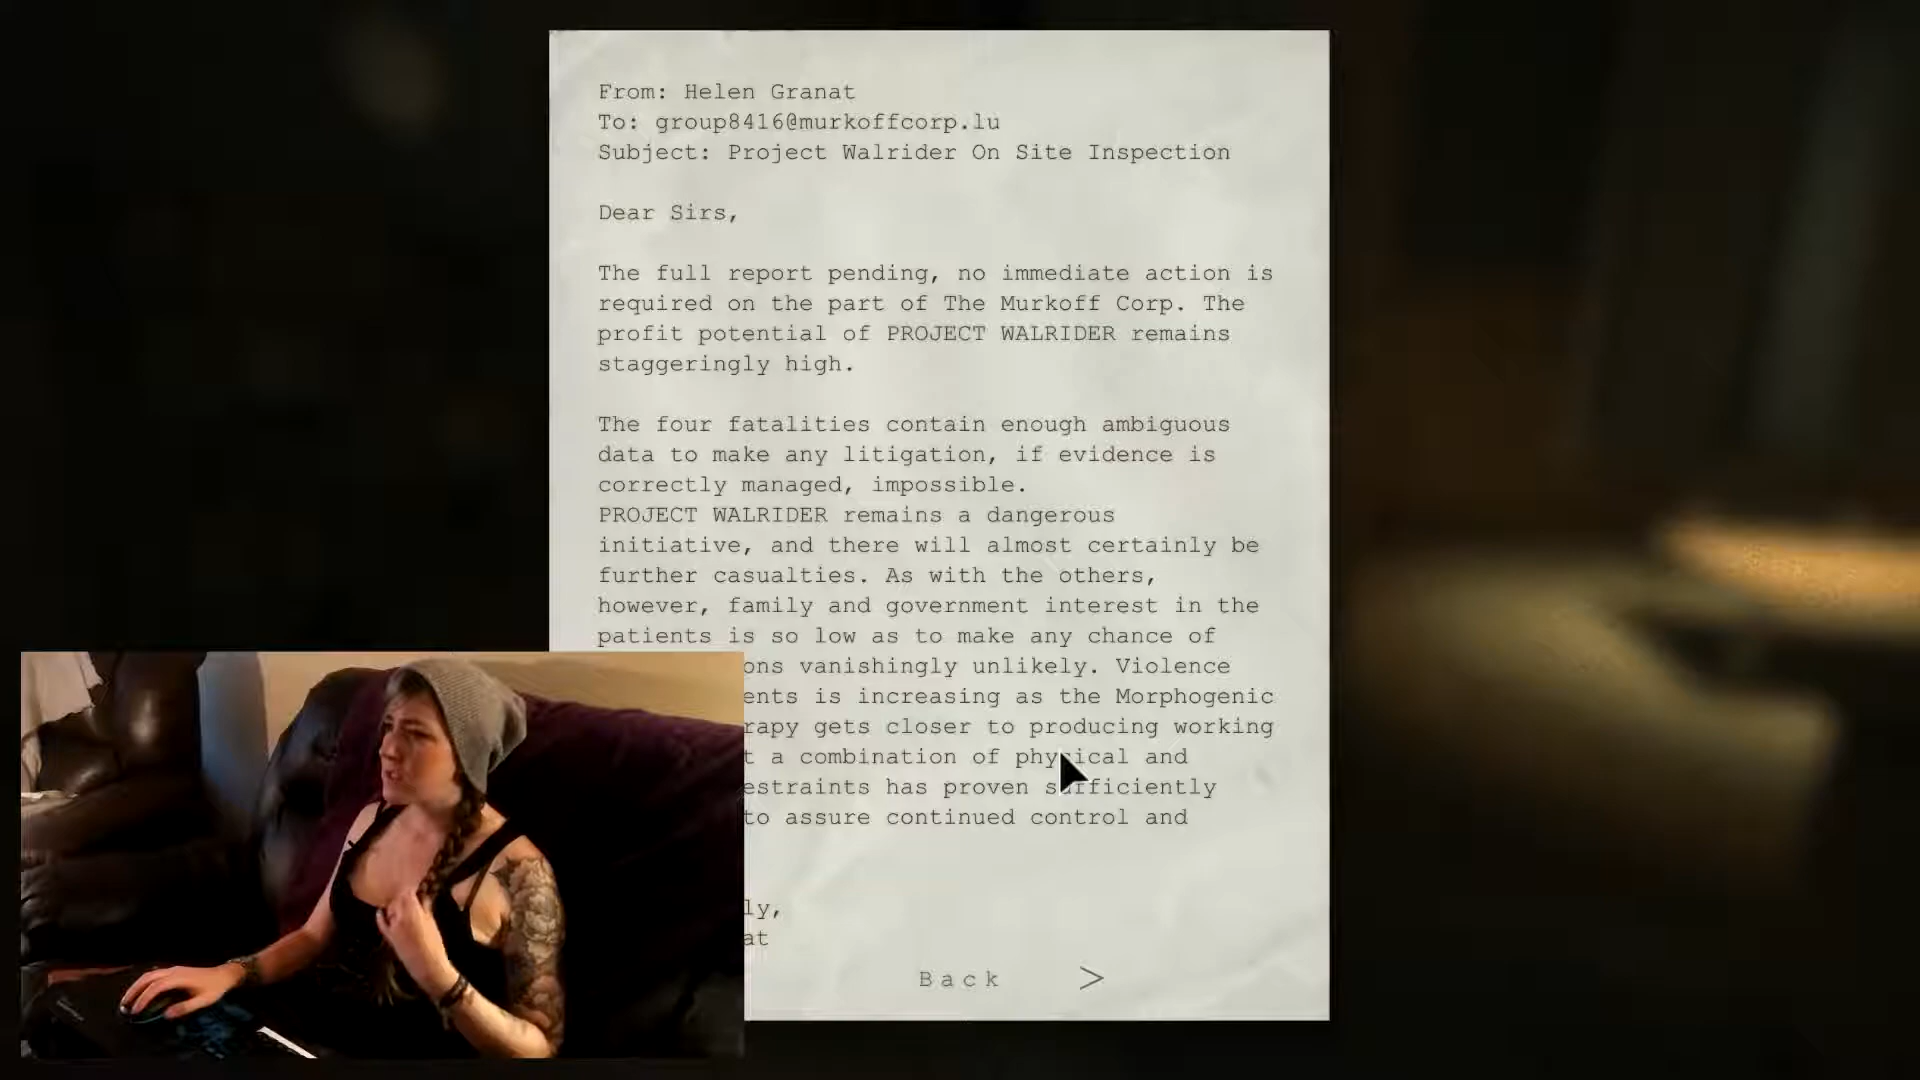 From: Helen Granat
To: group8416@murkoffcorp.lu
Subject: Project Walrider On Site Inspection
Dear Sirs,
The full report pending, no immediate action is
required on the part of The Murkoff Corp. The
profit potential of PROJECT WALRIDER remains
staggeringly high.
The four fatalities contain enough ambiguous
data to make any litigation, if evidence is
correctly managed, impossible.
PROJECT WALRIDER remains a dangerous
initiative, and there will almost certainly be
further casualties. As with the others,
however, family and government interest in the
patients is so low as to make any chance of
ons vanishingly unlikely. Violence
ents is increasing as the Morphogenic
rapy gets closer to producing working
t a combination of physical and
estraints has proven sufficiently
to assure continued control and
ly,
at
Back >